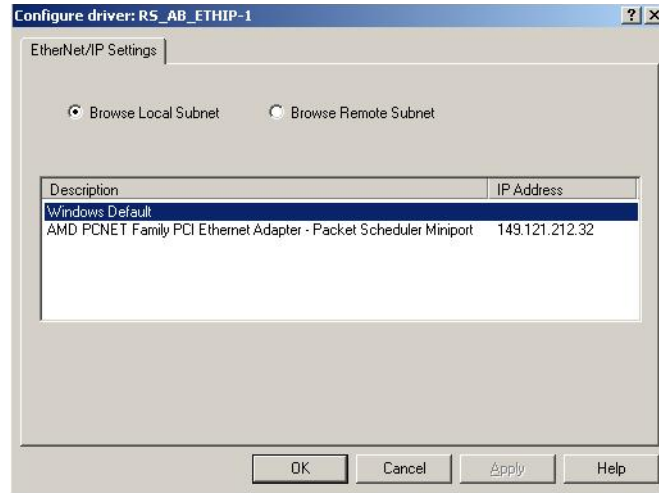 Configure driver: RS_AB_ETHIP-1
EtherNet/IP Settings
Browse Local Subnet Browse Remote Subnet
Description IP Address
Windows Default
AMD PCNET Family PCI Ethernet Adapter - Packet Scheduler Miniport 149.121.212.32
OK Cancel Apply Help